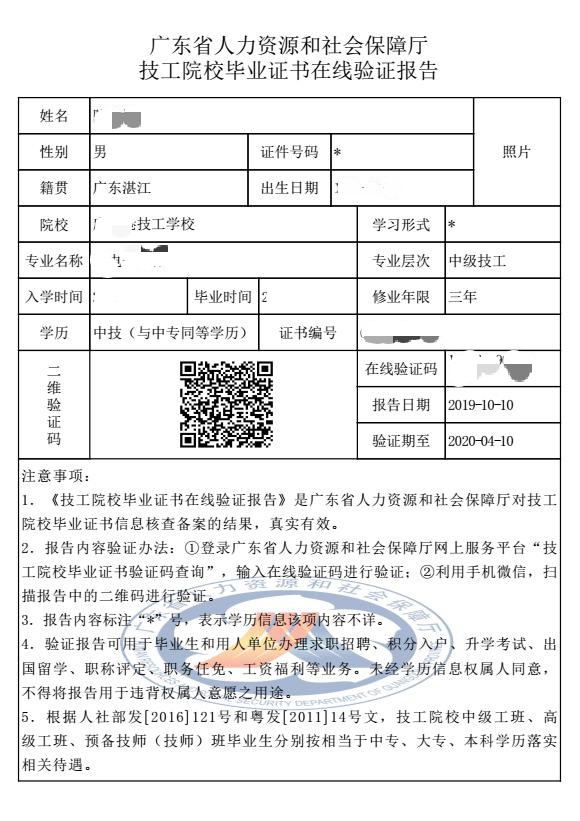 广东省人力资源和社会保障厅
技工院校毕业证书在线验证报告
姓名
照片
性别 男 证件号码 *
籍贯 广东湛江 出生日期
院校 技工学校 学习形式 *
专业名称 专业层次 中级技工
入学时间 毕业时间 2 修业年限 三年
学历 中技（与中专同等学历） 证书编号
二维验证码
在线验证码
报告日期 2019-10-10
验证期至 2020-04-10
注意事项：
1．《技工院校毕业证书在线验证报告》是广东省人力资源和社会保障厅对技工
院校毕业证书信息核查备案的结果，真实有效。
2．报告内容验证办法：①登录广东省人力资源和社会保障厅网上服务平台“技
工院校毕业证书验证码查询”，输入在线验证码进行验证；②利用手机微信，扫
描报告中的二维码进行验证。
3．报告内容标注“*”号，表示学历信息该项内容不详。
4．验证报告可用于毕业生和用人单位办理求职招聘、积分入户、升学考试、出
国留学、职称评定、职务任免、工资福利等业务。未经学历信息权属人同意，
不得将报告用于违背权属人意愿之用途。
5．根据人社部发[2016]121号和粤发[2011]14号文，技工院校中级工班、高
级工班、预备技师（技师）班毕业生分别按相当于中专、大专、本科学历落实
相关待遇。
广东省人力资源和社会保障厅